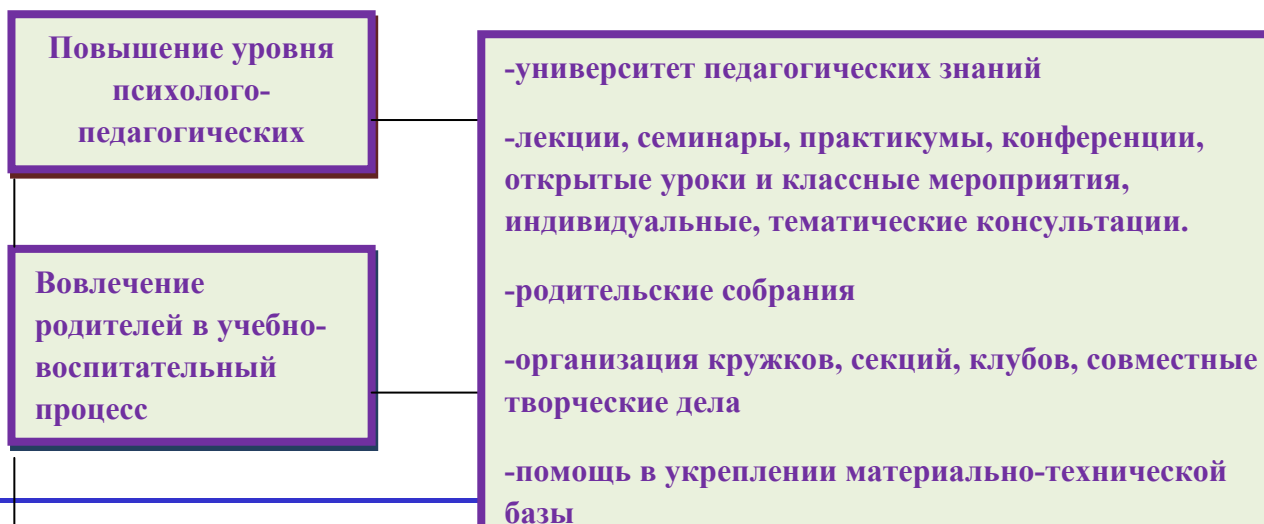 Повышение уровня
психолого-
педагогических
Вовлечение
родителей в учебно-
воспитательный
процесс
-университет педагогических знаний
-лекции, семинары, практикумы, конференции,
открытые уроки и классные мероприятия,
индивидуальные, тематические консультации.
-родительские собрания
-организация кружков, секций, клубов, совместные
творческие дела
-помощь в укреплении материально-технической
базы